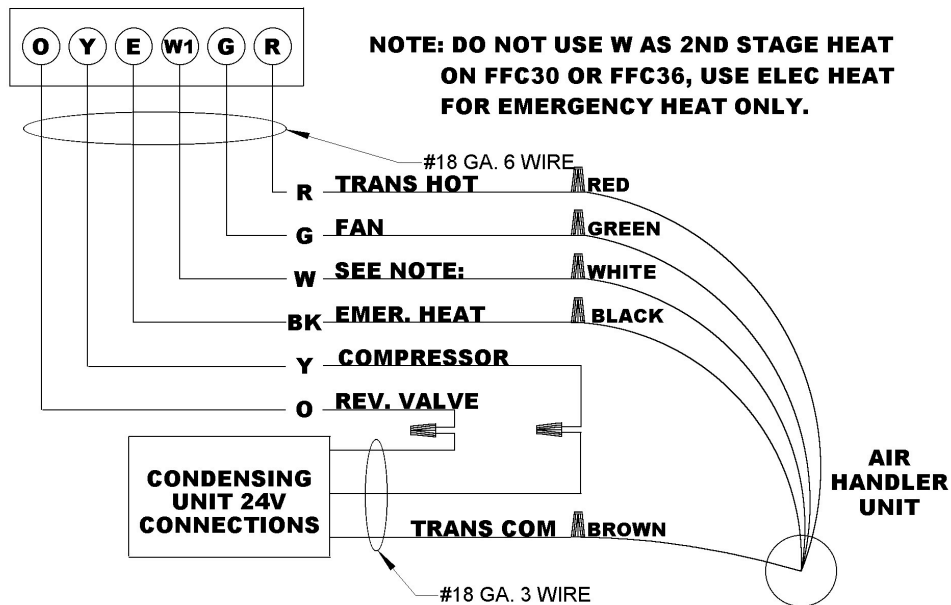 O Y E W1 G R
NOTE: DO NOT USE W AS 2ND STAGE HEAT
ON FFC30 OR FFC36, USE ELEC HEAT
FOR EMERGENCY HEAT ONLY.
#18 GA. 6 WIRE
R TRANS HOT RED
G FAN GREEN
W SEE NOTE: WHITE
BK EMER. HEAT BLACK
Y COMPRESSOR
O REV. VALVE
CONDENSING
UNIT 24V
CONNECTIONS
AIR
HANDLER
UNIT
TRANS COM BROWN
#18 GA. 3 WIRE